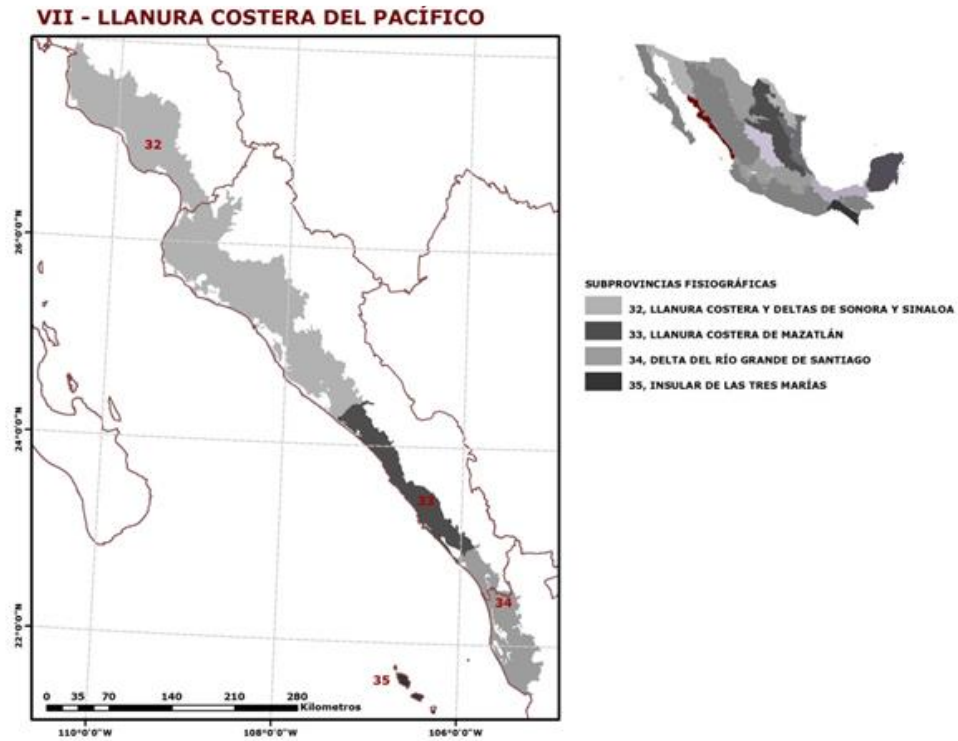 VII - LLANURA COSTERA DEL PACÍFICO
32
33
34
35
26°0'0"N
24°0'0"N
22°0'0"N
0 35 70 140 210 280
Kilometros
110°0'0"W 108°0'0"W 106°0'0"W
SUBPROVINCIAS FISIOGRÁFICAS
32, LLANURA COSTERA Y DELTAS DE SONORA Y SINALOA
33, LLANURA COSTERA DE MAZATLÁN
34, DELTA DEL RÍO GRANDE DE SANTIAGO
35, INSULAR DE LAS TRES MARÍAS